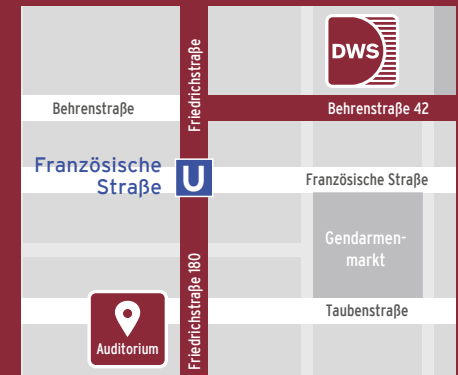 DWS
Friedrichstraße
Behrenstraße
Behrenstraße 42
Französische
Straße
U
Französische Straße
Gendarmen-
markt
Friedrichstraße 180
Taubenstraße
Auditorium